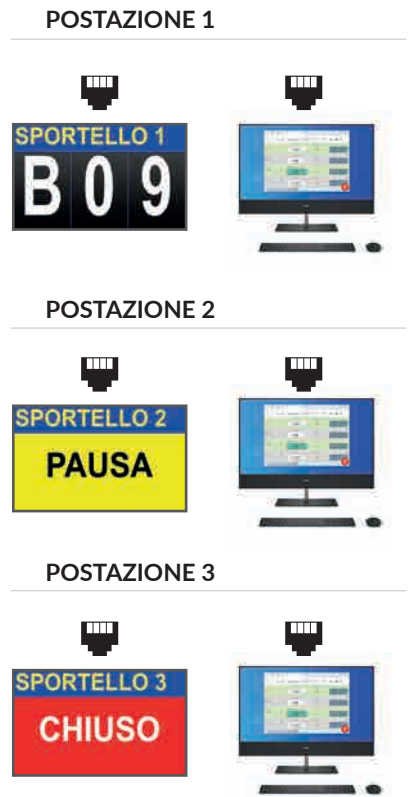 POSTAZIONE 1
SPORTELLO 1
B09
POSTAZIONE 2
SPORTELLO 2
PAUSA
POSTAZIONE 3
SPORTELLO 3
CHIUSO